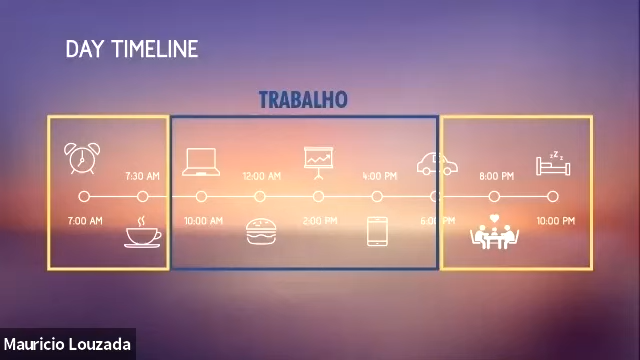 DAY TIMELINE
TRABALHO
7:30 AM
12:00 AM
4:00 PM
8:00 PM
7:00 AM
10:00 AM
2:00 PM
6:00 PM
10:00 PM
Mauricio Louzada